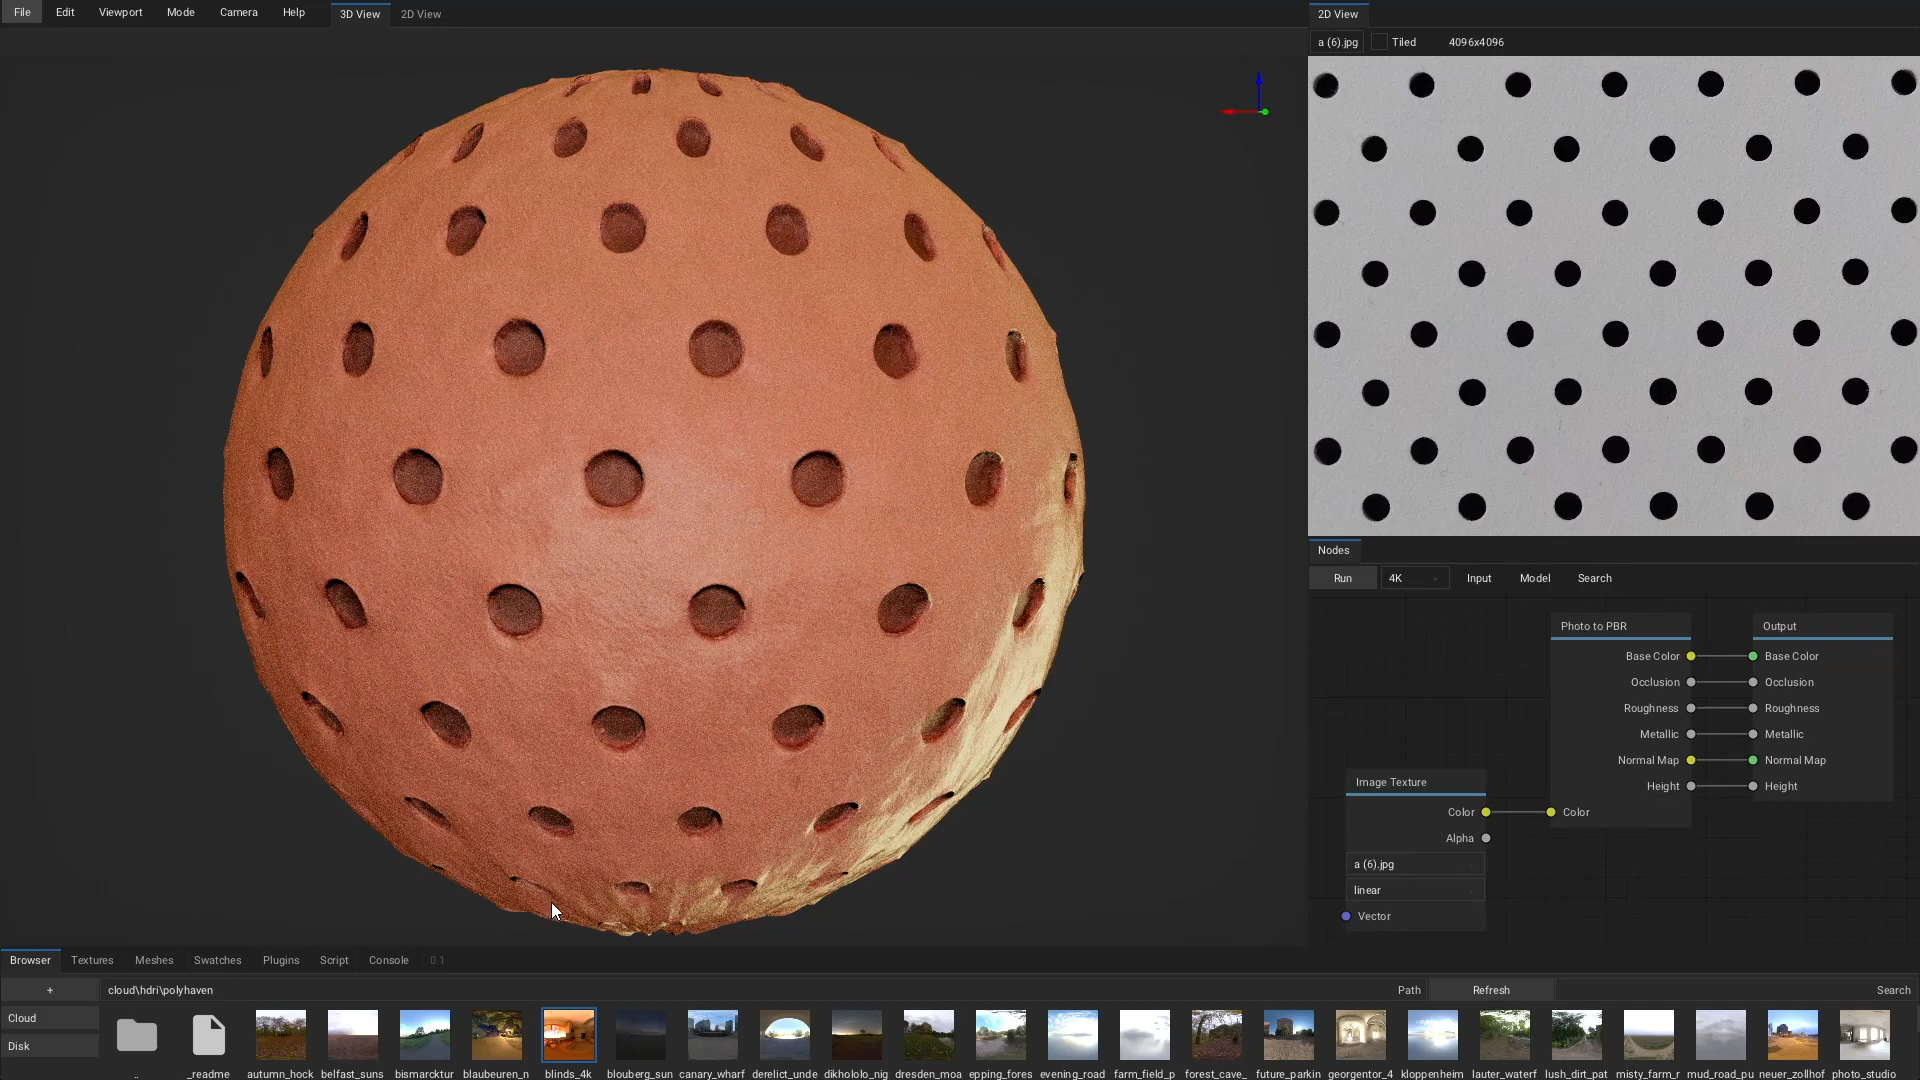 File Edit Viewport Mode Camera Help 3D View 2D View
2D View
a (6).jpg Tiled 4096x4096
Nodes
Run 4K Input Model Search
Photo to PBR
Base Color
Occlusion
Roughness
Metallic
Normal Map
Height
Color
Output
Base Color
Occlusion
Roughness
Metallic
Normal Map
Height
Image Texture
Color
Alpha
a (6).jpg
linear
Vector
Browser Textures Meshes Swatches Plugins Script Console 0.1
+ cloud\hdri\polyhaven Path Refresh Search
Cloud
Disk
.. _readme autumn_hock belfast_suns bismarcktur blaubeuren_n blinds_4k blouberg_sun canary_wharf derelict_unde dikhololo_nig dresden_moa epping_fores evening_road farm_field_p forest_cave_ future_parkin georgentor_4 kloppenheim lauter_waterf lush_dirt_pat misty_farm_r mud_road_pu neuer_zollhof photo_studio